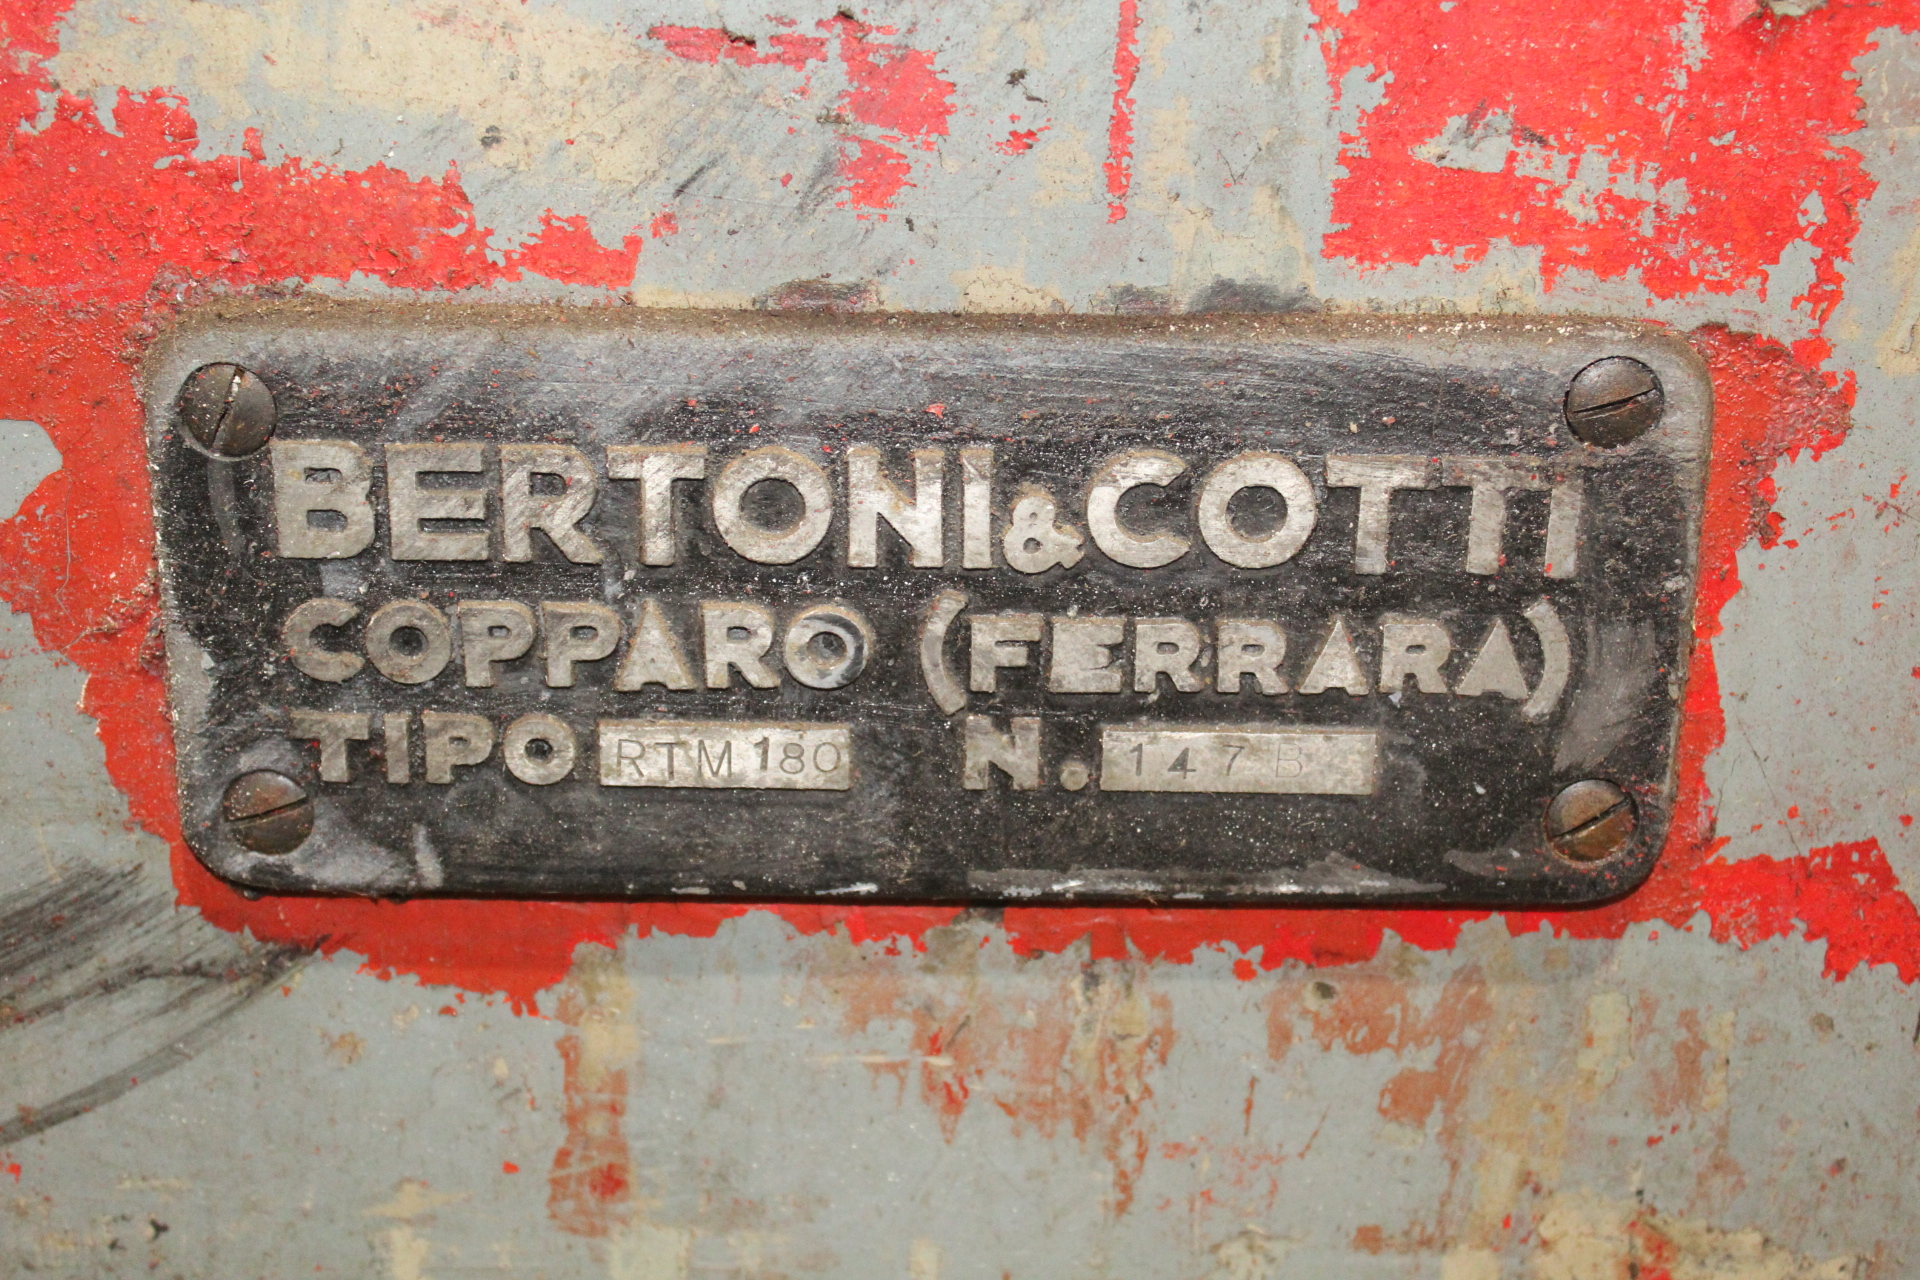 BERTONI & COTTI
COPPARO (FERRARA)
TIPO RTM 180 N. 147 B